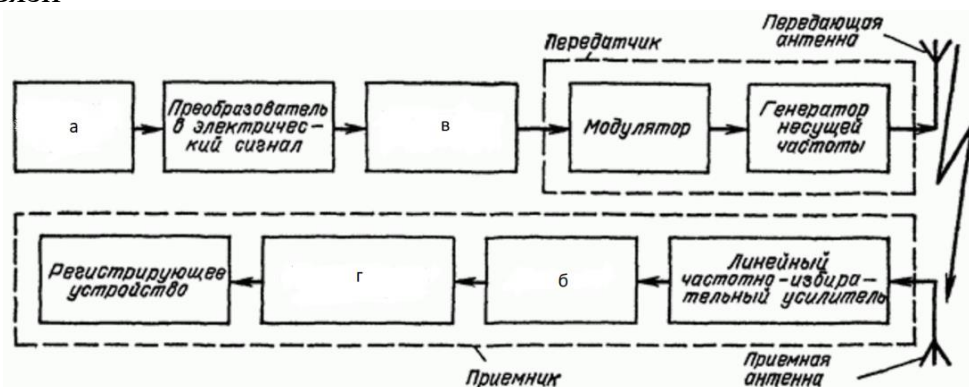 Передатчик
Передающая
антенна
а
Преобразователь
в электричес-
кий сигнал
в
Модулятор
Генератор
несущей
частоты
Регистрирующее
устройство
г
б
Линейный
частотно-избира-
тельный усилитель
Приемник
Приемная
антенна